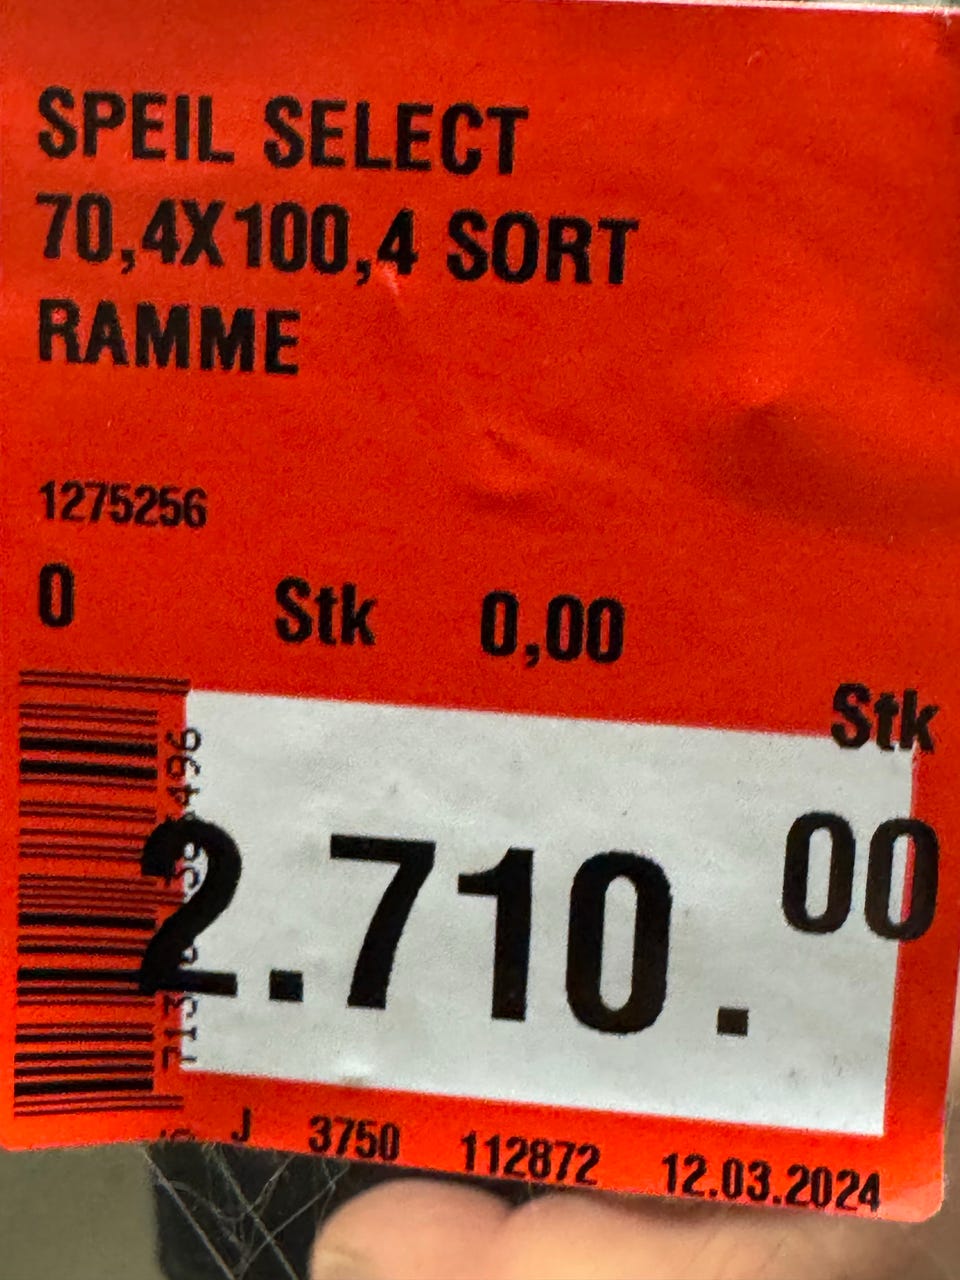 SPEIL SELECT
70,4X100,4 SORT
RAMME
1275256
0 Stk 0,00
Stk
2.710.00
J 3750 112872 12.03.2024